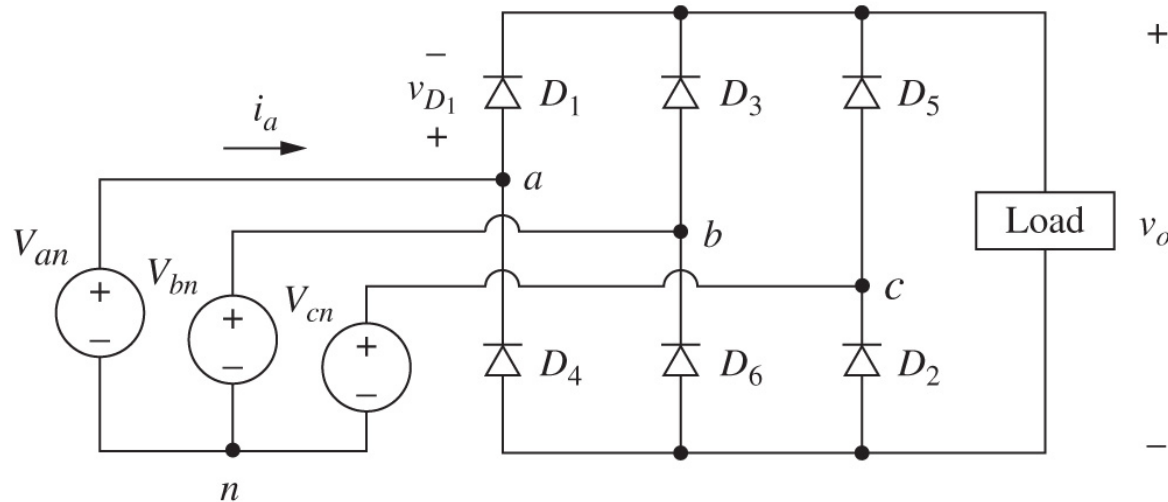 +
−
v_{D_1}
+
D_1
D_3
D_5
i_a
a
Load
v_o
b
V_{an}
V_{bn}
V_{cn}
c
+
−
+
−
+
−
D_4
D_6
D_2
−
n